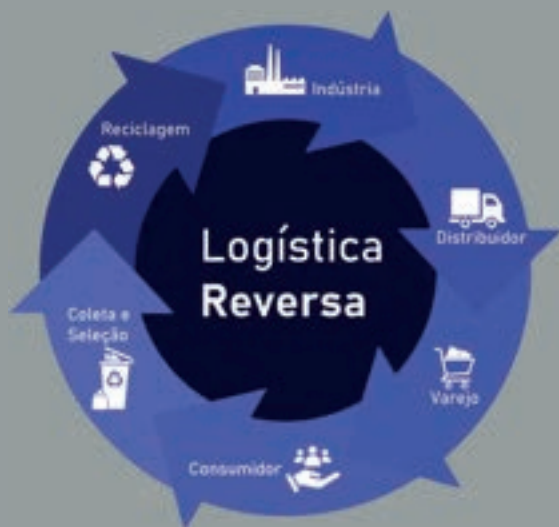 Logística
Reversa
Indústria
Distribuidor
Varejo
Consumidor
Coleta e
Seleção
Reciclagem